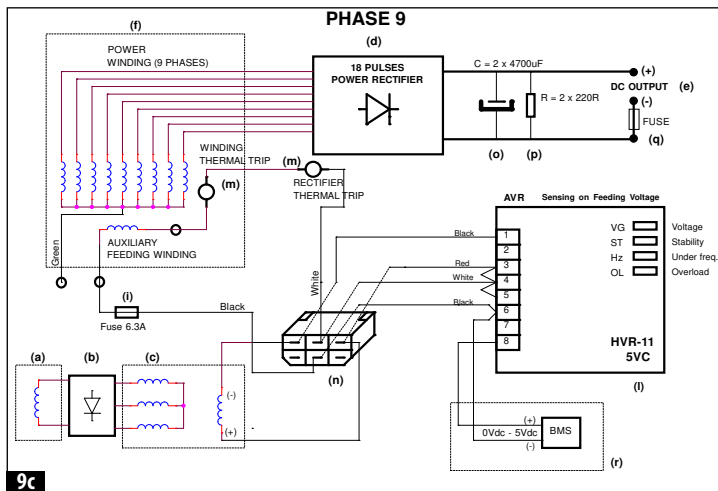 PHASE 9
(f)
POWER
WINDING (9 PHASES)
(d)
18 PULSES
POWER RECTIFIER
C = 2 x 4700uF
(+)
DC OUTPUT
(e)
(-)
R = 2 x 220R
FUSE
(o)
(p)
(q)
WINDING
THERMAL TRIP
(m)
(m)
RECTIFIER
THERMAL TRIP
AUXILIARY
FEEDING WINDING
Green
White
AVR
Sensing on Feeding Voltage
1
2
3
4
5
6
7
8
Black
Red
White
Black
VG
Voltage
ST
Stability
Hz
Under freq.
OL
Overload
HVR-11
5VC
(l)
(i)
Fuse 6.3A
Black
(n)
(a)
(b)
(c)
(-)
(+)
(+)
0Vdc - 5Vdc
(-)
BMS
(r)
9c